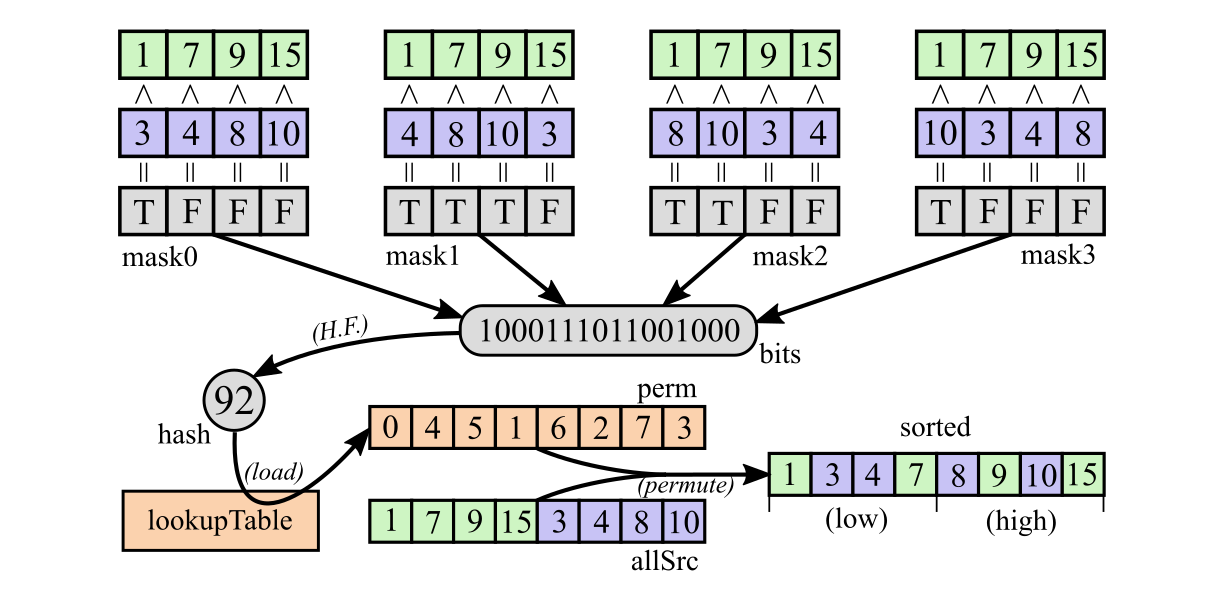 1 7 9 15 1 7 9 15 1 7 9 15 1 7 9 15
< < < < < < < < < < < < < < < <
3 4 8 10 4 8 10 3 8 10 3 4 10 3 4 8
= = = = = = = = = = = = = = = =
T F F F T T T F T T F F T F F F
mask0 mask1 mask2 mask3
1000111011001000
(H.F.)
bits
92
hash
perm
0 4 5 1 6 2 7 3
(load)
lookupTable
(permute)
1 7 9 15 3 4 8 10
allSrc
sorted
1 3 4 7 8 9 10 15
(low) (high)